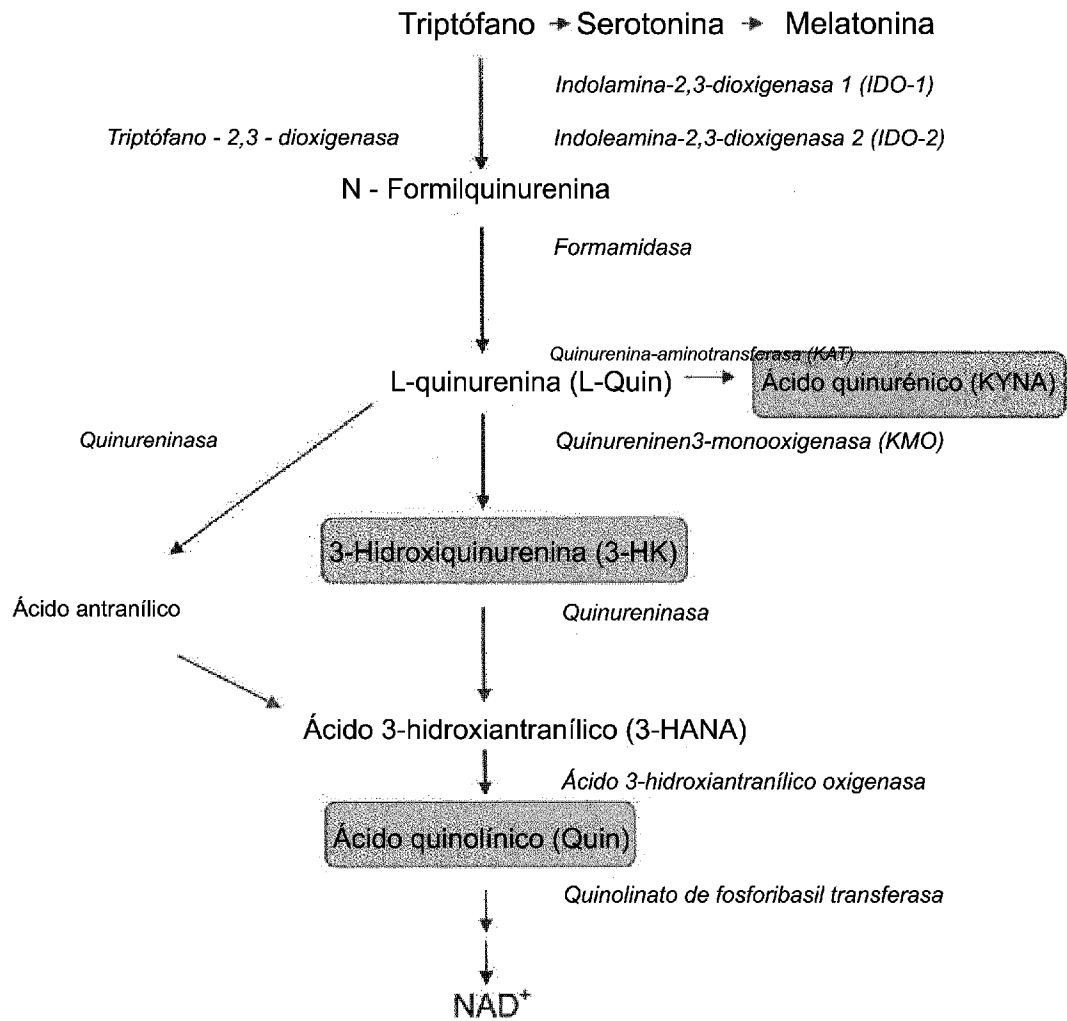 Triptófano → Serotonina → Melatonina
Indolamina-2,3-dioxigenasa 1 (IDO-1)
Triptófano - 2,3 - dioxigenasa
Indoleamina-2,3-dioxigenasa 2 (IDO-2)
N - Formilquinurenina
Formamidasa
Quinurenina-aminotransferasa (KAT)
L-quinurenina (L-Quin) → Ácido quinurénico (KYNA)
Quinureninasa
Quinureninen3-monooxigenasa (KMO)
3-Hidroxiquinurenina (3-HK)
Ácido antranílico
Quinureninasa
Ácido 3-hidroxiantranílico (3-HANA)
Ácido 3-hidroxiantranílico oxigenasa
Ácido quinolínico (Quin)
Quinolinato de fosforibasil transferasa
NAD⁺